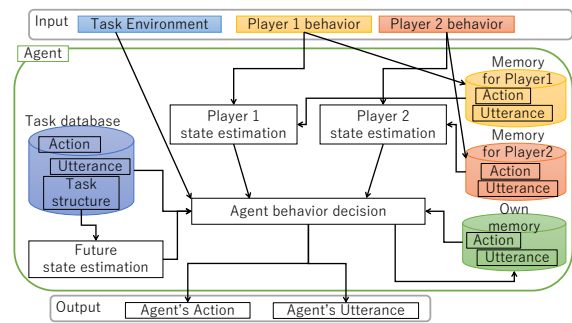 Input
Task Environment
Player 1 behavior
Player 2 behavior
Agent
Memory
for Player1
Action
Utterance
Player 1
state estimation
Player 2
state estimation
Task database
Action
Utterance
Task
structure
Memory
for Player2
Action
Utterance
Agent behavior decision
Own
memory
Action
Utterance
Future
state estimation
Output
Agent's Action
Agent's Utterance